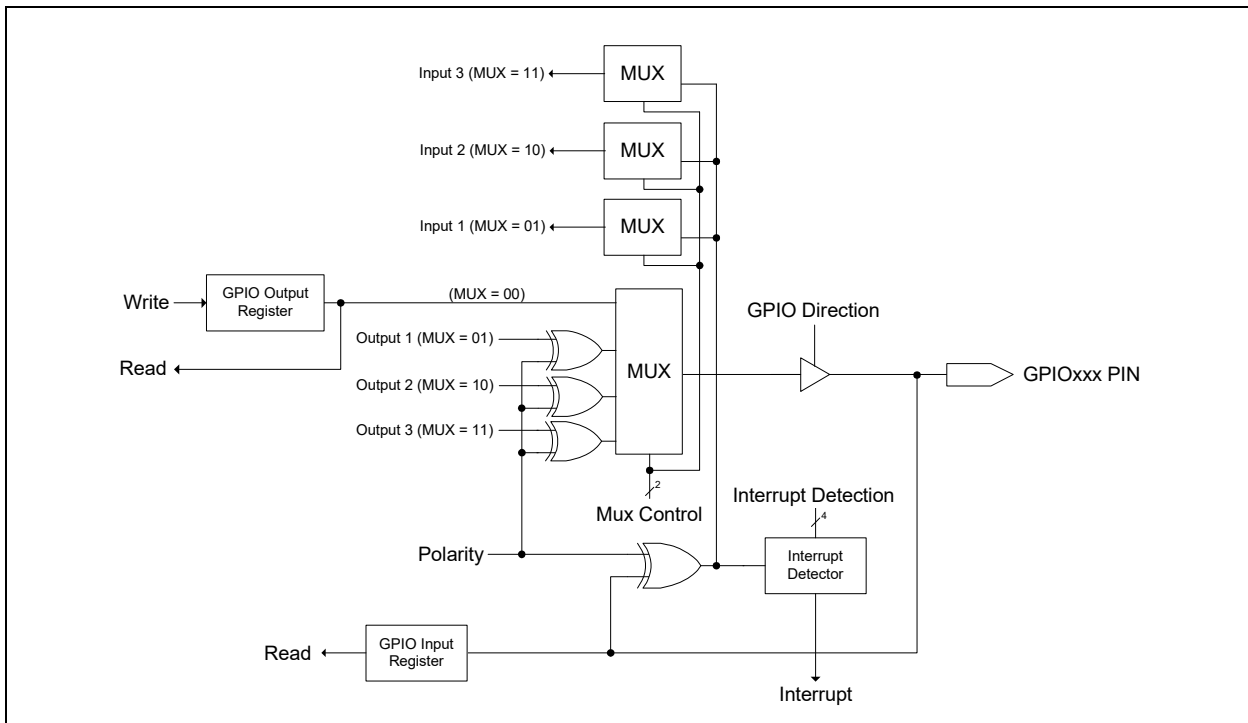 Input 3 (MUX = 11)
MUX
Input 2 (MUX = 10)
MUX
Input 1 (MUX = 01)
MUX
Write
GPIO Output
Register
(MUX = 00)
GPIO Direction
Output 1 (MUX = 01)
Read
MUX
GPIOxxx PIN
Output 2 (MUX = 10)
Output 3 (MUX = 11)
2
Mux Control
Interrupt Detection
4
Polarity
Interrupt
Detector
Read
GPIO Input
Register
Interrupt